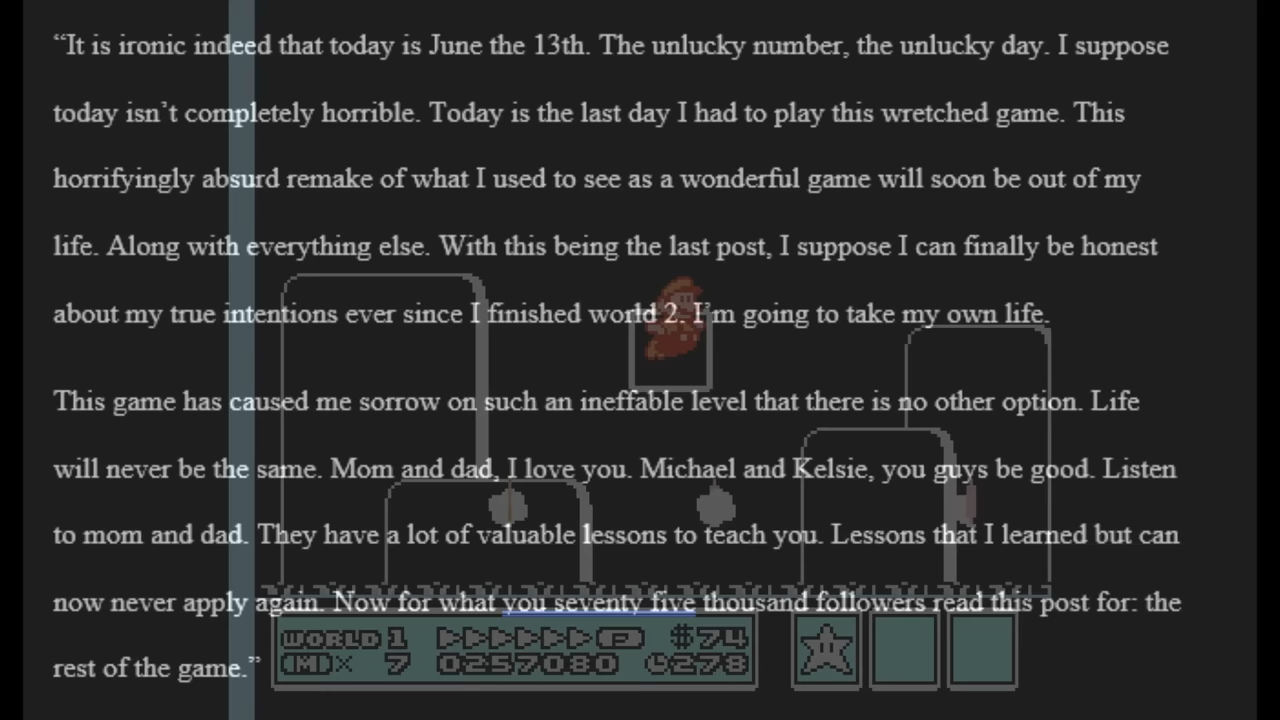 “It is ironic indeed that today is June the 13th. The unlucky number, the unlucky day. I suppose
today isn’t completely horrible. Today is the last day I had to play this wretched game. This
horrifyingly absurd remake of what I used to see as a wonderful game will soon be out of my
life. Along with everything else. With this being the last post, I suppose I can finally be honest
about my true intentions ever since I finished world 2. I’m going to take my own life.
This game has caused me sorrow on such an ineffable level that there is no other option. Life
will never be the same. Mom and dad, I love you. Michael and Kelsie, you guys be good. Listen
to mom and dad. They have a lot of valuable lessons to teach you. Lessons that I learned but can
now never apply again. Now for what you seventy five thousand followers read this post for: the
rest of the game.”
WORLD 1 P $74
M x 7 0257080 278